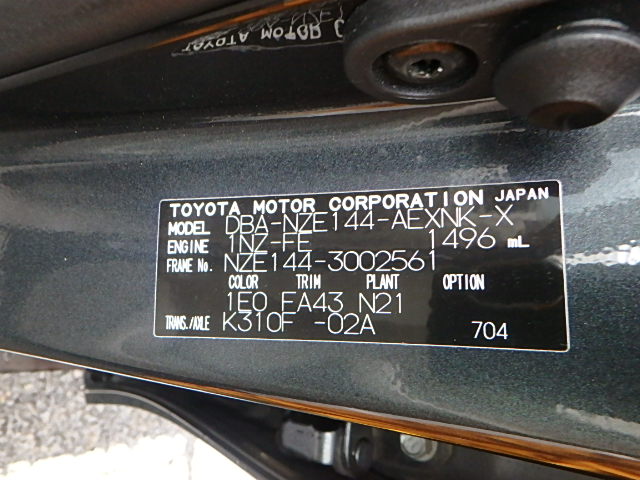 TOYOTA MOTOR CORPORATION JAPAN
MODEL DBA-NZE144-AEXNK-X
ENGINE 1NZ-FE 1496 mL
FRAME No. NZE144-3002561
COLOR TRIM PLANT OPTION
1E0 FA43 N21
TRANS./AXLE K310F -02A 704